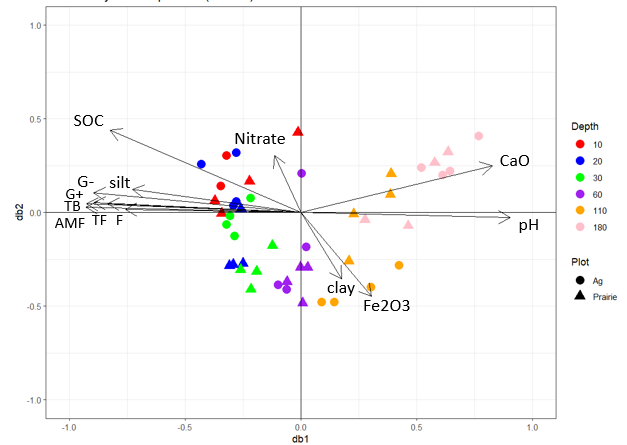 1.0
0.5
0.0
-0.5
-1.0
db2
SOC
Nitrate
CaO
G-
silt
G+
TB
AMF
TF
F
pH
clay
Fe2O3
-1.0
-0.5
0.0
0.5
1.0
db1
Depth
10
20
30
60
110
180
Plot
Ag
Prairie